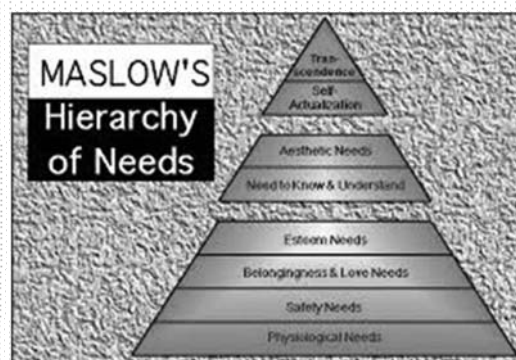 MASLOW'S
Hierarchy
of Needs
Tran-
scendence
Self-
Actualization
Aesthetic Needs
Need to Know & Understand
Esteem Needs
Belongingness & Love Needs
Safety Needs
Physiological Needs